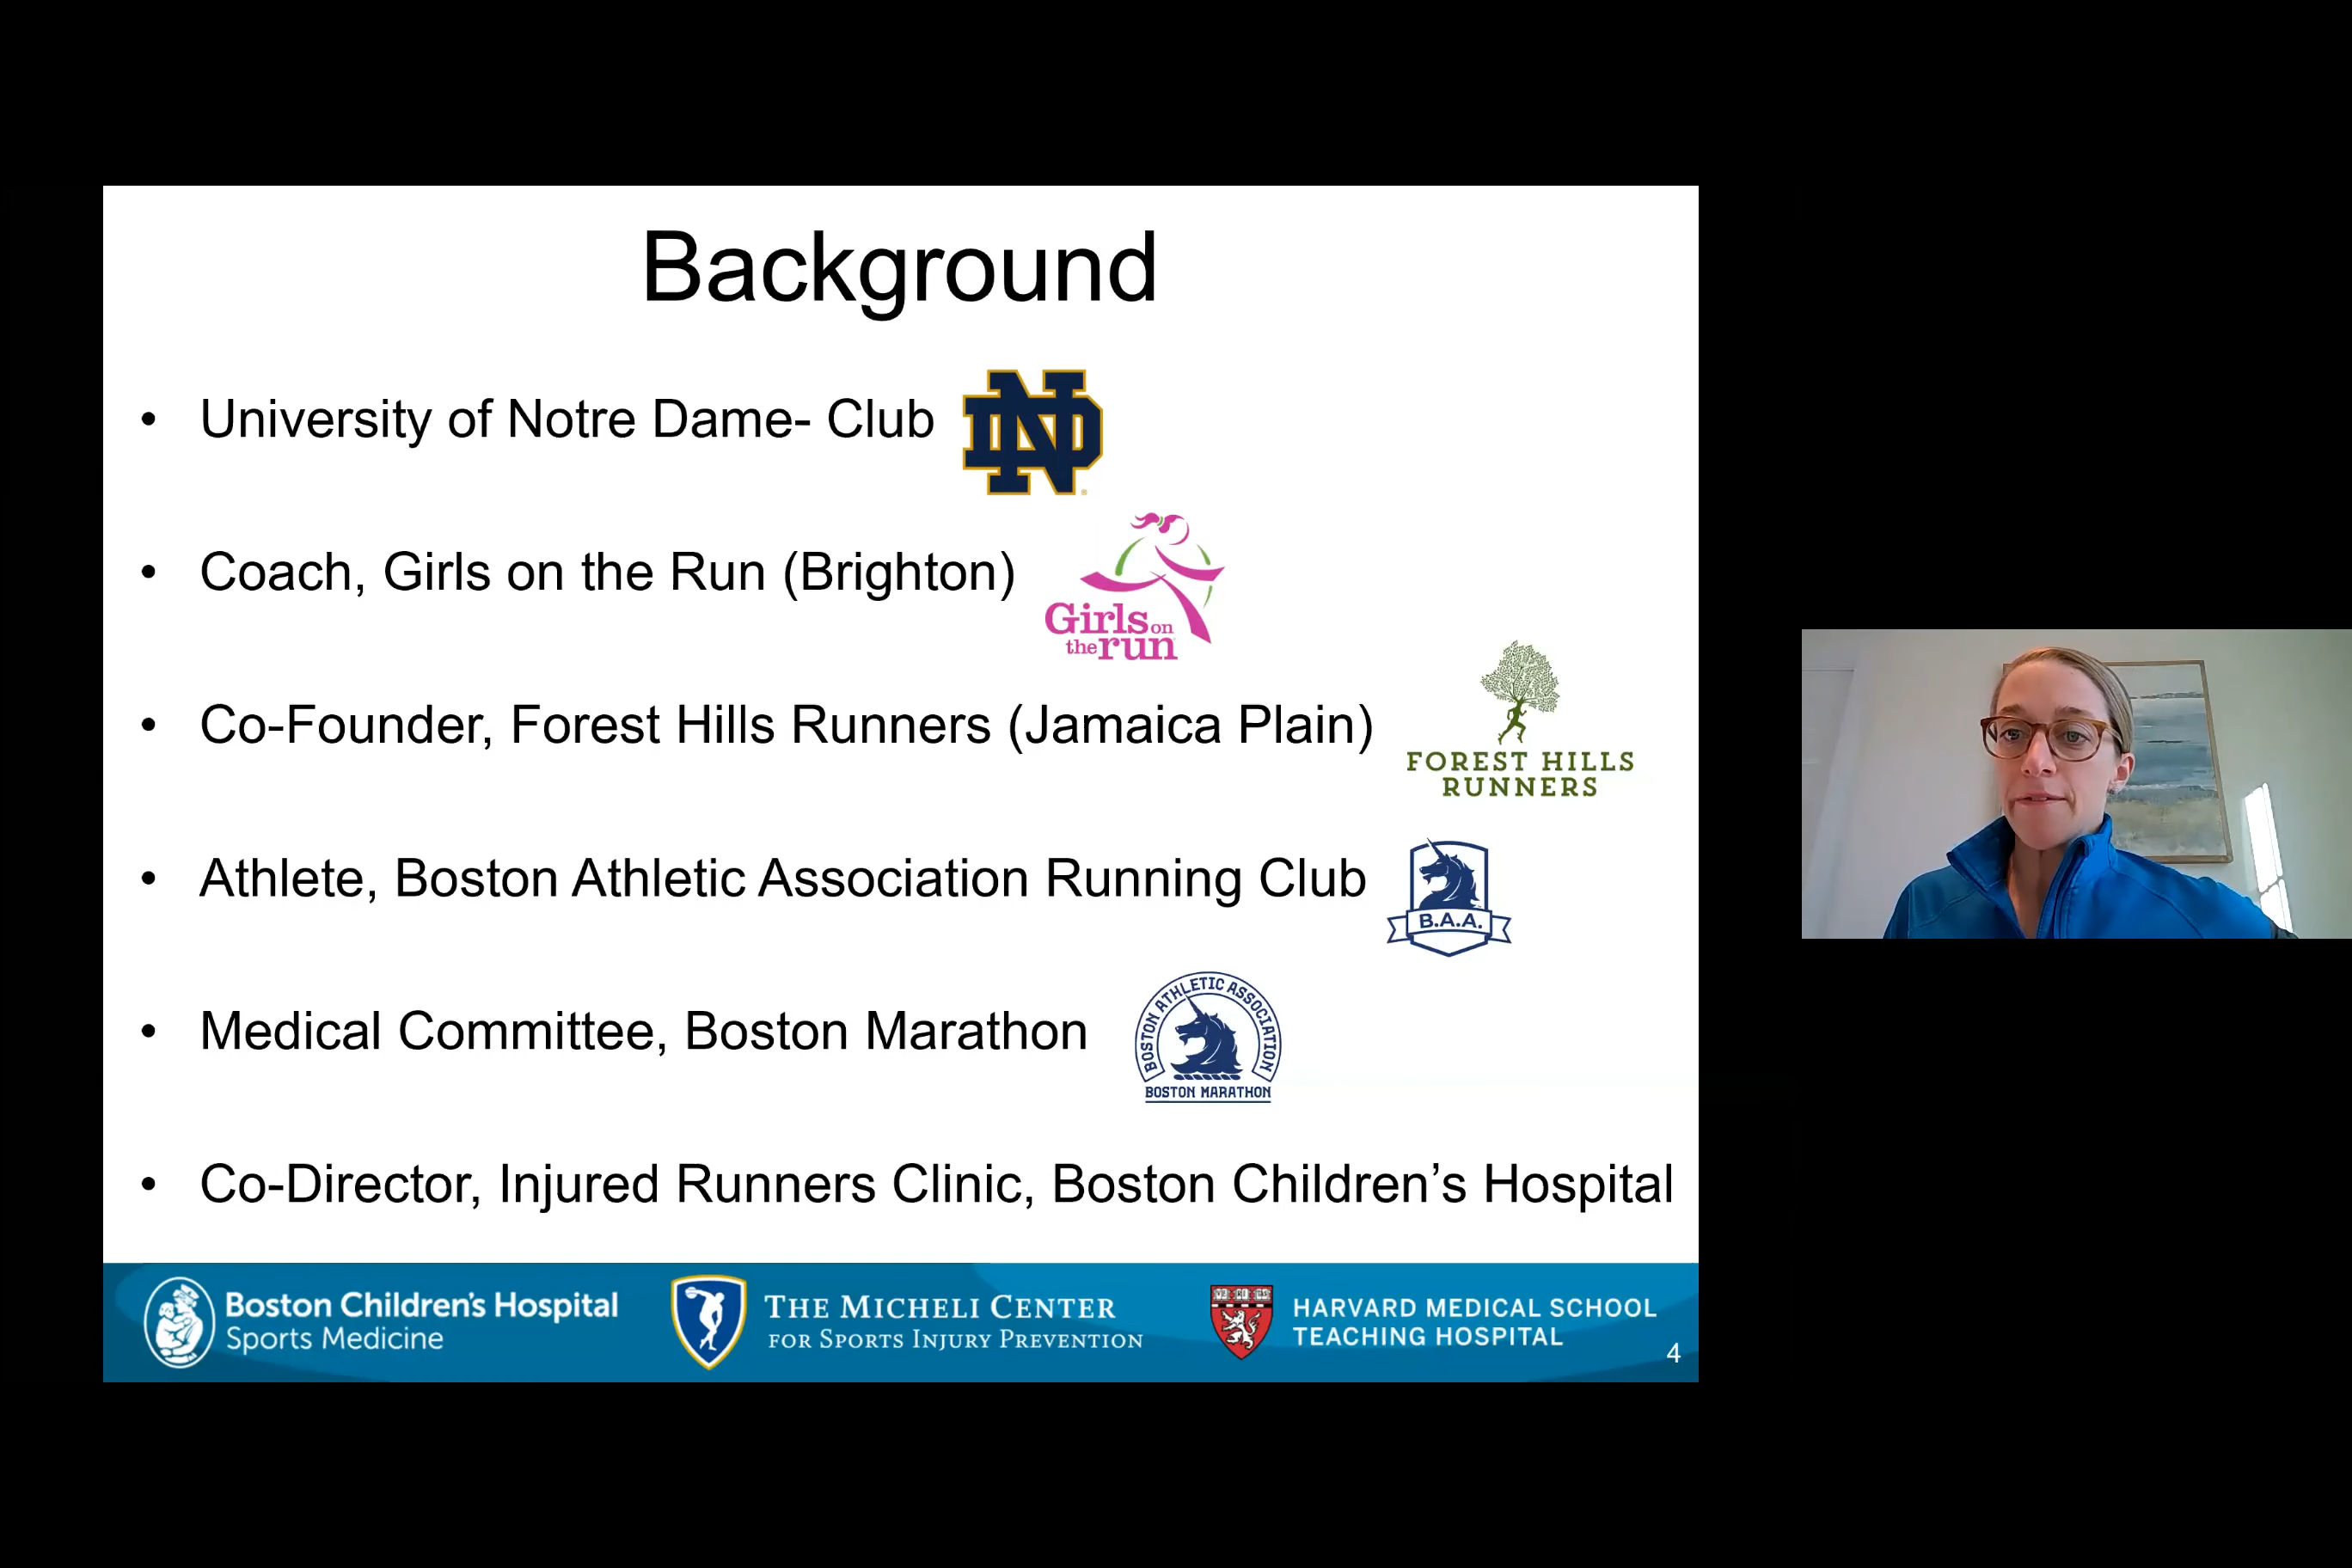 Background
• University of Notre Dame- Club
ND
• Coach, Girls on the Run (Brighton)
Girls on
the run
• Co-Founder, Forest Hills Runners (Jamaica Plain)
FOREST HILLS
RUNNERS
• Athlete, Boston Athletic Association Running Club
B.A.A.
• Medical Committee, Boston Marathon
BOSTON ATHLETIC ASSOCIATION
BOSTON MARATHON
• Co-Director, Injured Runners Clinic, Boston Children’s Hospital
Boston Children's Hospital
Sports Medicine
THE MICHELI CENTER
FOR SPORTS INJURY PREVENTION
HARVARD MEDICAL SCHOOL
TEACHING HOSPITAL
4